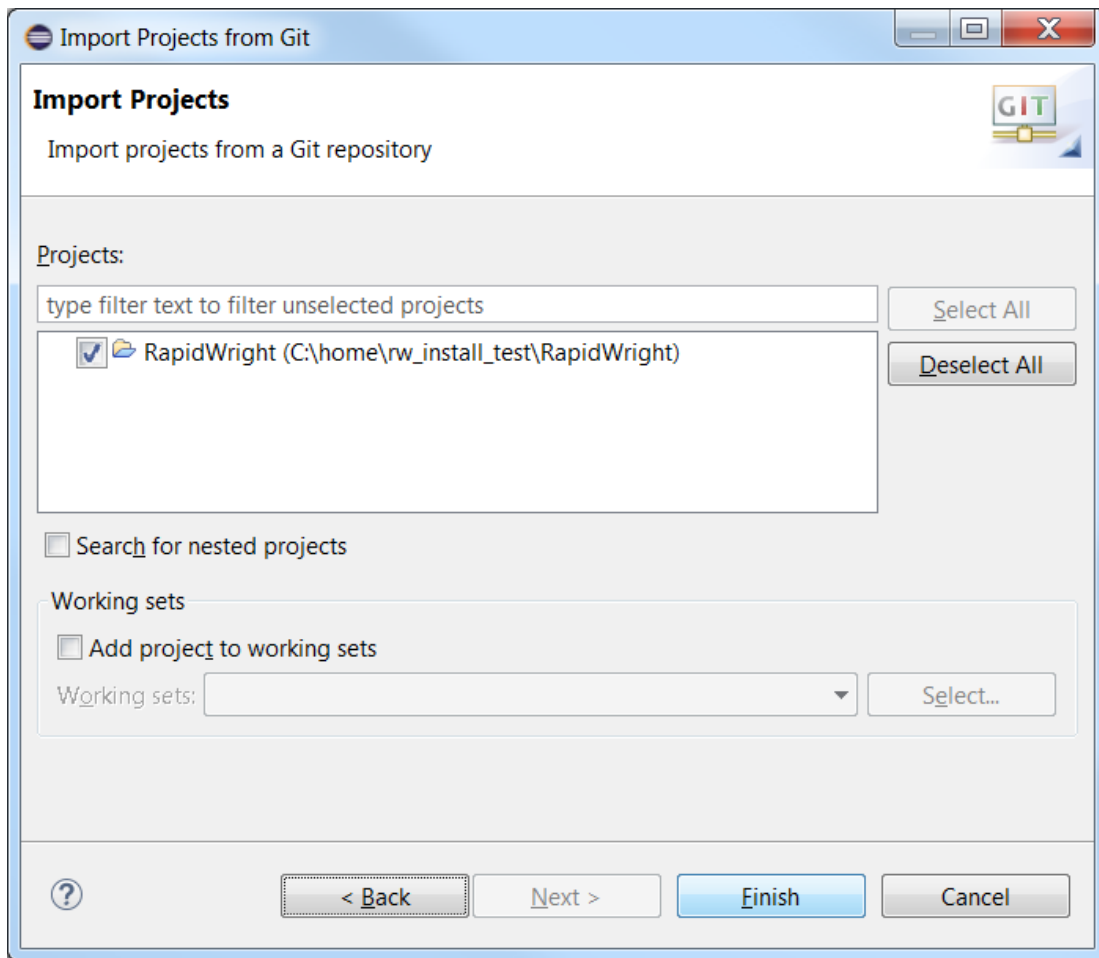 Import Projects from Git
Import Projects
GIT
Import projects from a Git repository
Projects:
type filter text to filter unselected projects
Select All
RapidWright (C:\home\rw_install_test\RapidWright)
Deselect All
Search for nested projects
Working sets
Add project to working sets
Working sets:
Select...
?
< Back
Next >
Finish
Cancel